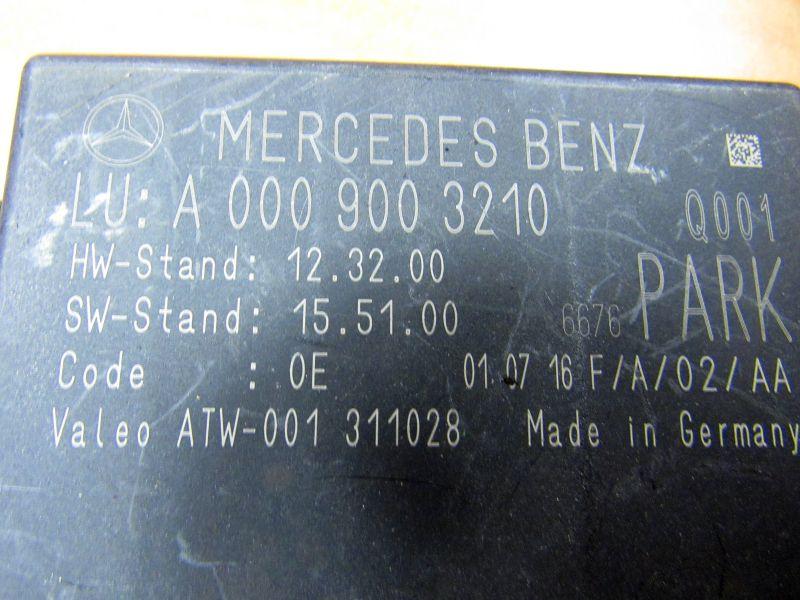 MERCEDES BENZ
LU: A 000 900 3210 Q001
HW-Stand: 12.32.00
SW-Stand: 15.51.00 6676 PARK
Code : 0E 01 07 16 F/A/02/AA
Valeo ATW-001 311028 Made in Germany